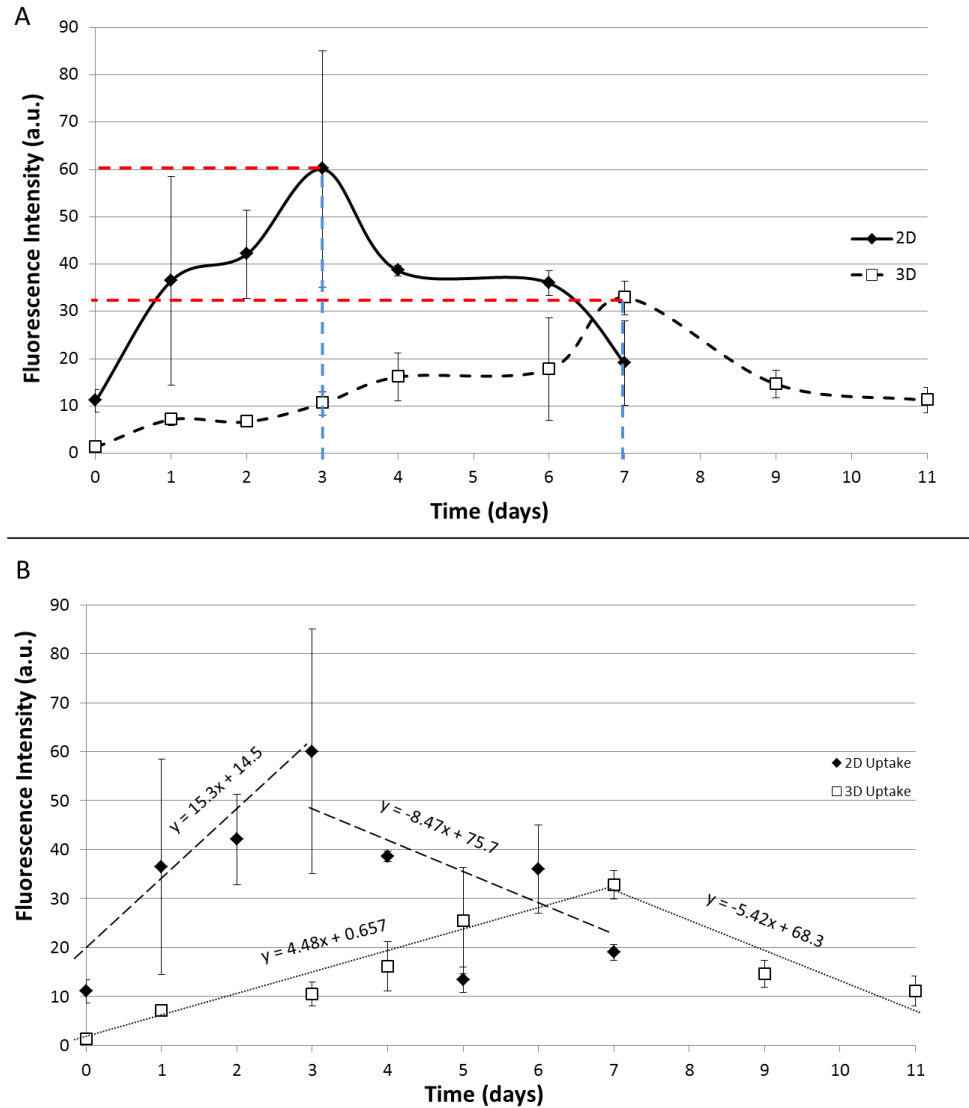 A
90
80
70
60
50
40
30
20
10
0
Fluorescence Intensity (a.u.)
2D
3D
0 1 2 3 4 5 6 7 8 9 10 11
Time (days)
B
90
80
70
60
50
40
30
20
10
0
Fluorescence Intensity (a.u.)
y = 15.3x + 14.5
y = -8.47x + 75.7
y = 4.48x + 0.657
y = -5.42x + 68.3
2D Uptake
3D Uptake
0 1 2 3 4 5 6 7 8 9 10 11
Time (days)